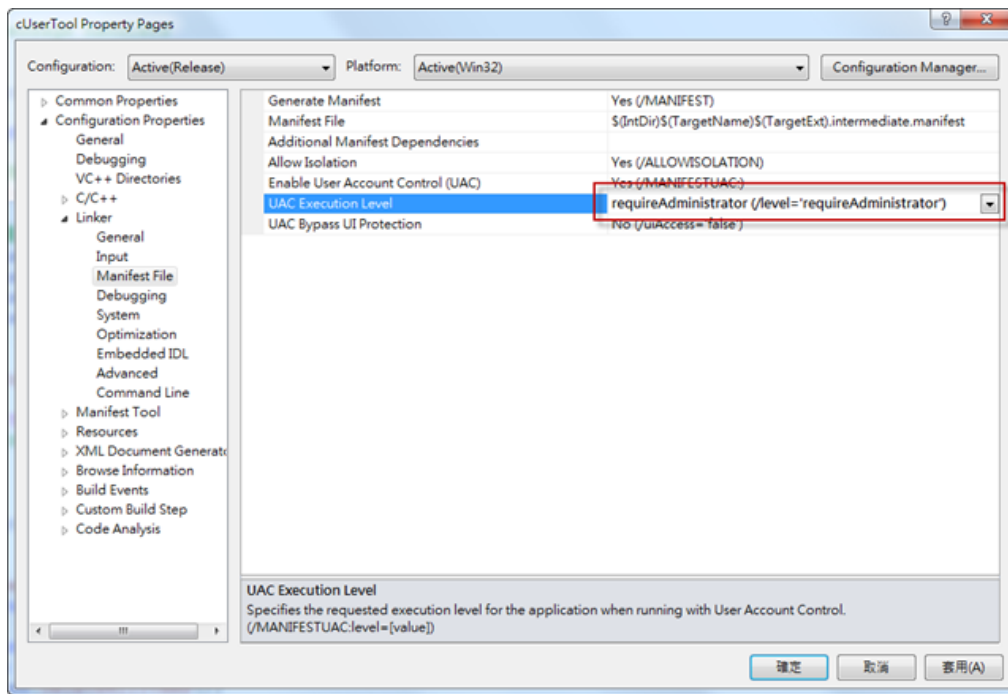 cUserTool Property Pages
Configuration: Active(Release) Platform: Active(Win32) Configuration Manager...
Common Properties
Configuration Properties
General
Debugging
VC++ Directories
C/C++
Linker
General
Input
Manifest File
Debugging
System
Optimization
Embedded IDL
Advanced
Command Line
Manifest Tool
Resources
XML Document Generato
Browse Information
Build Events
Custom Build Step
Code Analysis
Generate Manifest Yes (/MANIFEST)
Manifest File $(IntDir)$(TargetName)$(TargetExt).intermediate.manifest
Additional Manifest Dependencies
Allow Isolation Yes (/ALLOWISOLATION)
Enable User Account Control (UAC) Yes (/MANIFESTUAC:)
UAC Execution Level requireAdministrator (/level='requireAdministrator')
UAC Bypass UI Protection No (/uiAccess='false')
UAC Execution Level
Specifies the requested execution level for the application when running with User Account Control.
(/MANIFESTUAC:level=[value])
確定 取消 套用(A)